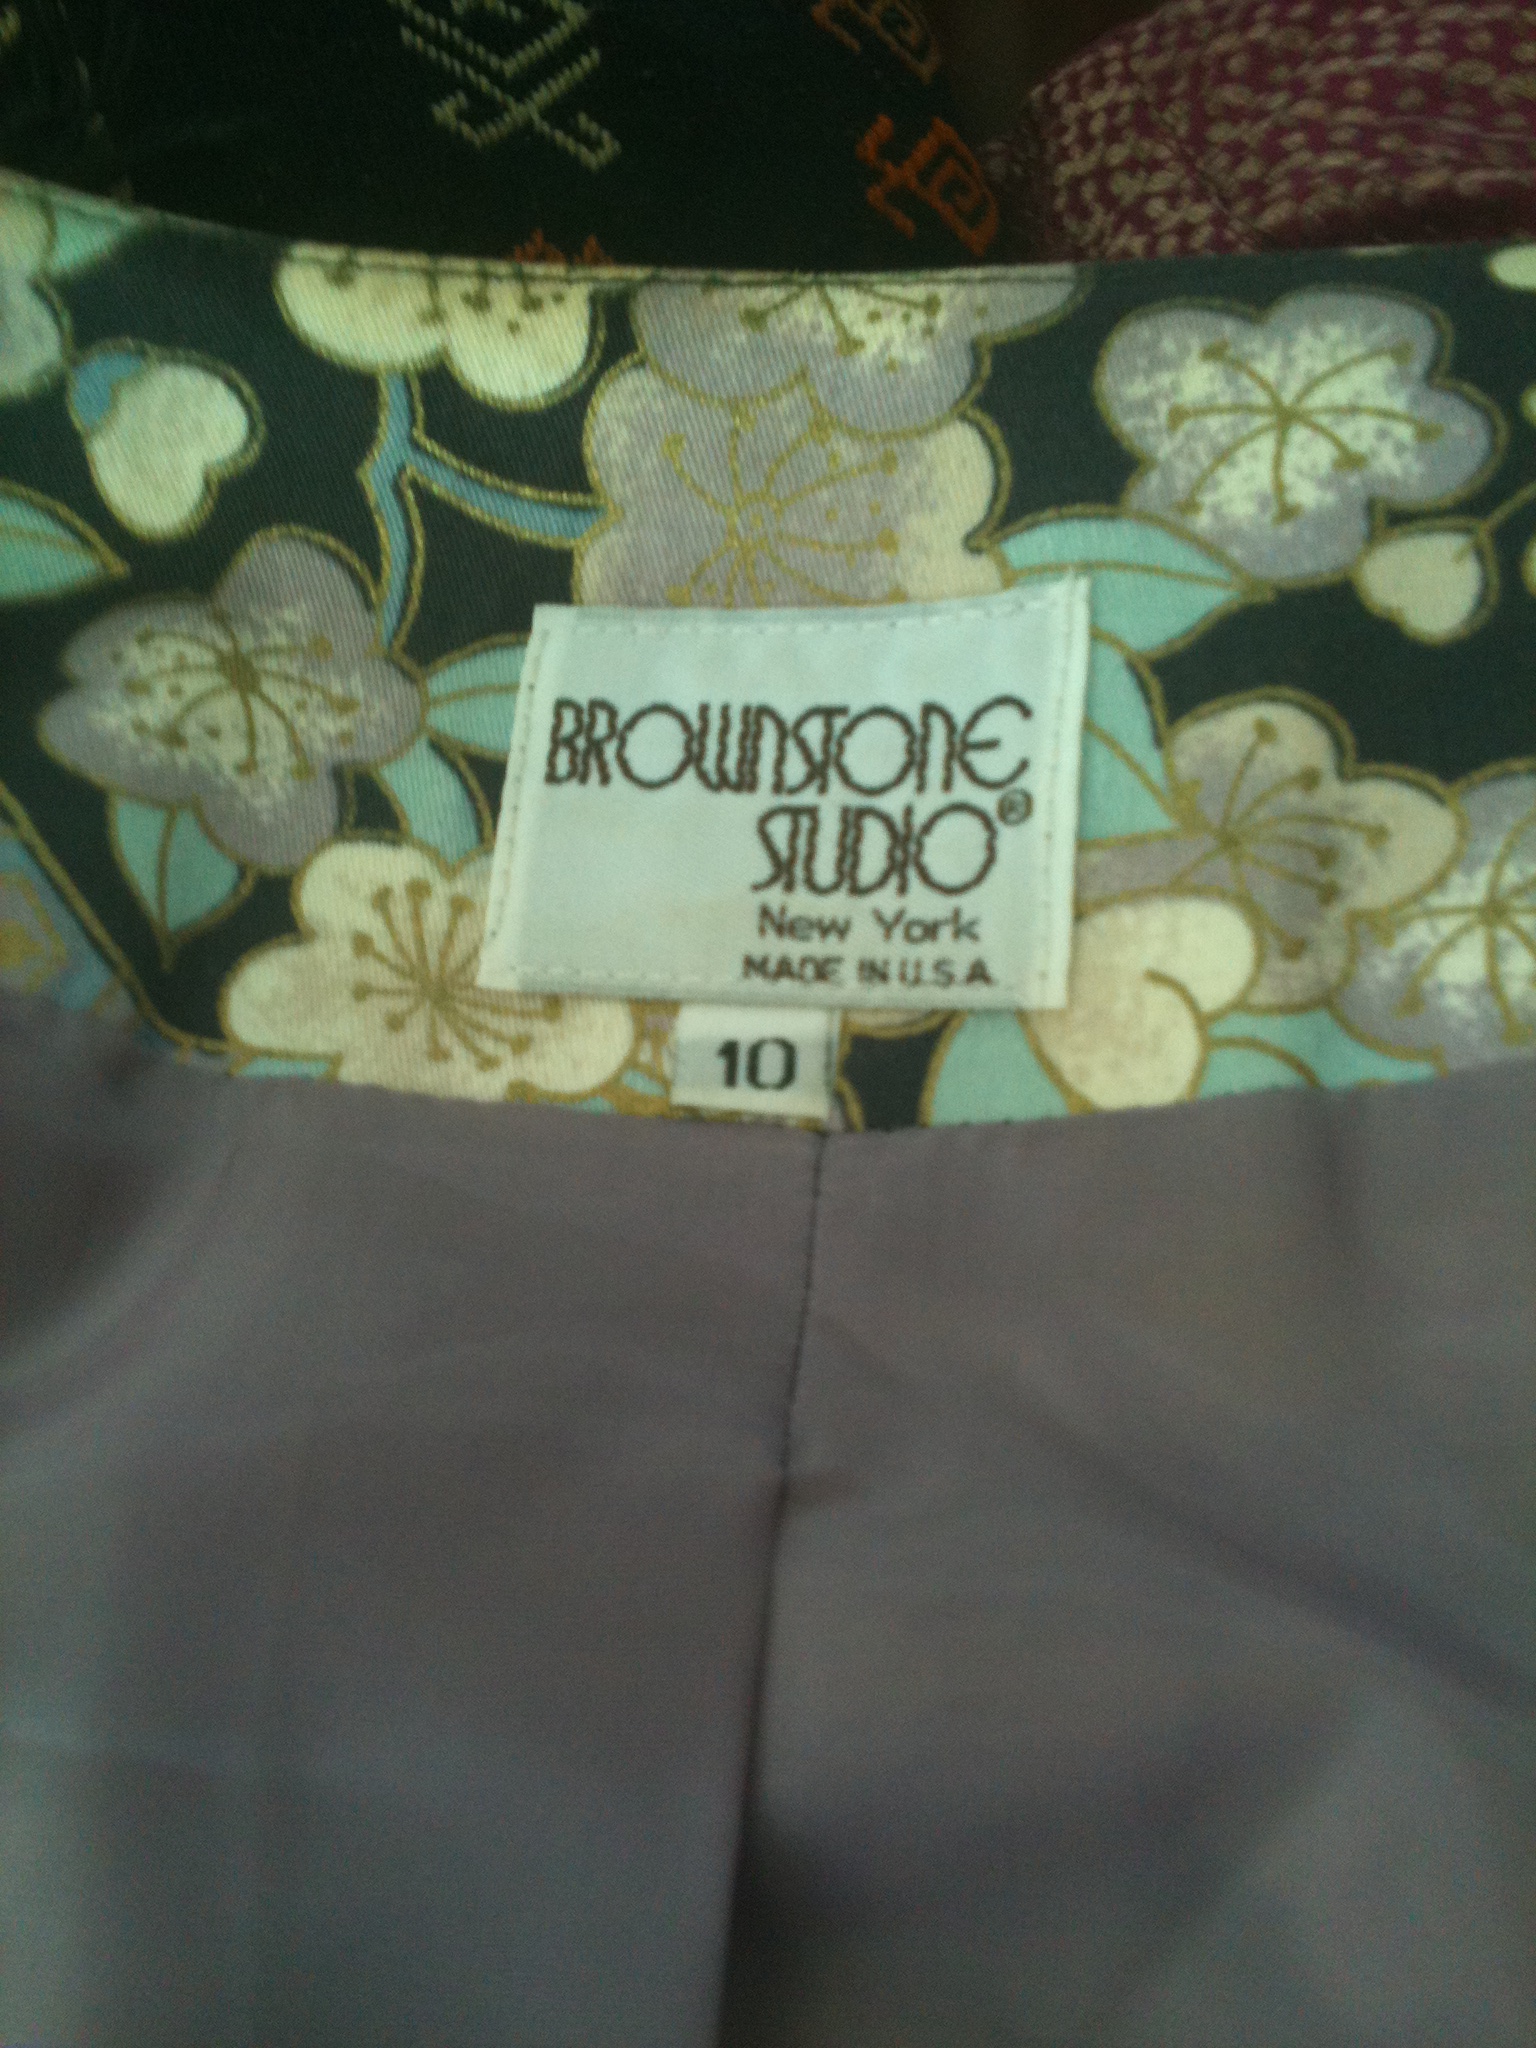 BROWNSTONE
STUDIO®
New York
MADE IN U.S.A.
10